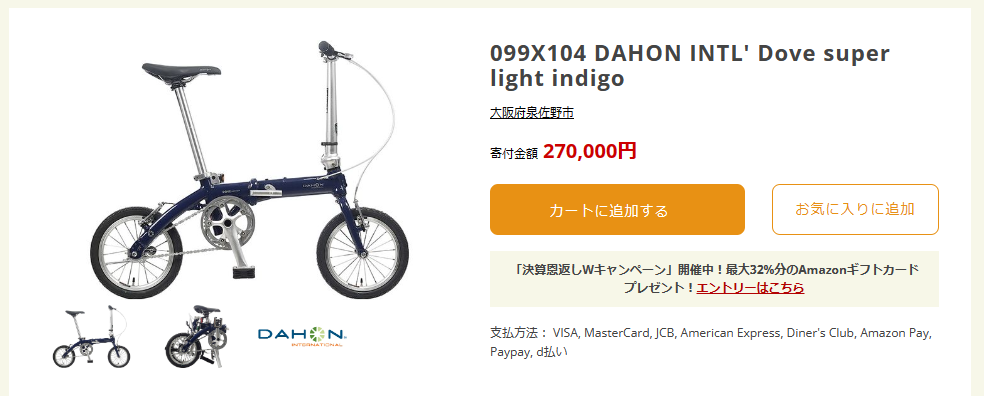 099X104 DAHON INTL' Dove super
light indigo
大阪府泉佐野市
寄付金額 270,000円
カートに追加する
お気に入りに追加
「決算恩返しWキャンペーン」開催中！最大32%分のAmazonギフトカード
プレゼント！エントリーはこちら
支払方法： VISA, MasterCard, JCB, American Express, Diner's Club, Amazon Pay,
Paypay, d払い
DAHON
DAHON
INTERNATIONAL